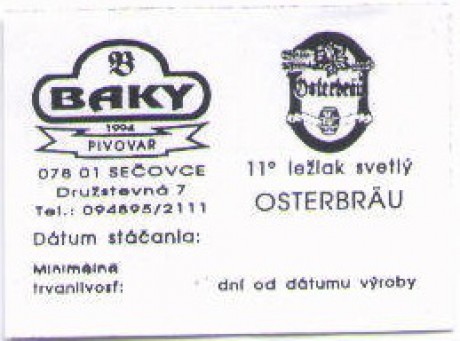 B
BAKY
1994
PIVOVAR
078 01 SEČOVCE
Družstevná 7
Tel.: 094895/2111
Osterbräu
11° ležiak svetlý
OSTERBRÄU
Dátum stáčania:
Minimálna
trvanlivosť:
dní od dátumu výroby